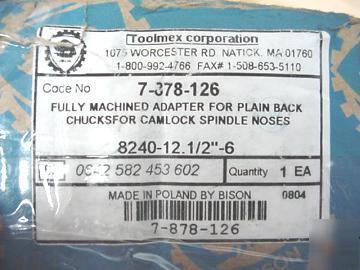 Toolmex corporation
1075 WORCESTER RD. NATICK, MA 01760
1-800-992-4766 FAX# 1-508-653-5110
Code No 7-878-126
FULLY MACHINED ADAPTER FOR PLAIN BACK
CHUCKSFOR CAMLOCK SPINDLE NOSES
8240-12.1/2"-6
0642 582 453 602 Quantity 1 EA
MADE IN POLAND BY BISON 0804
7-878-126